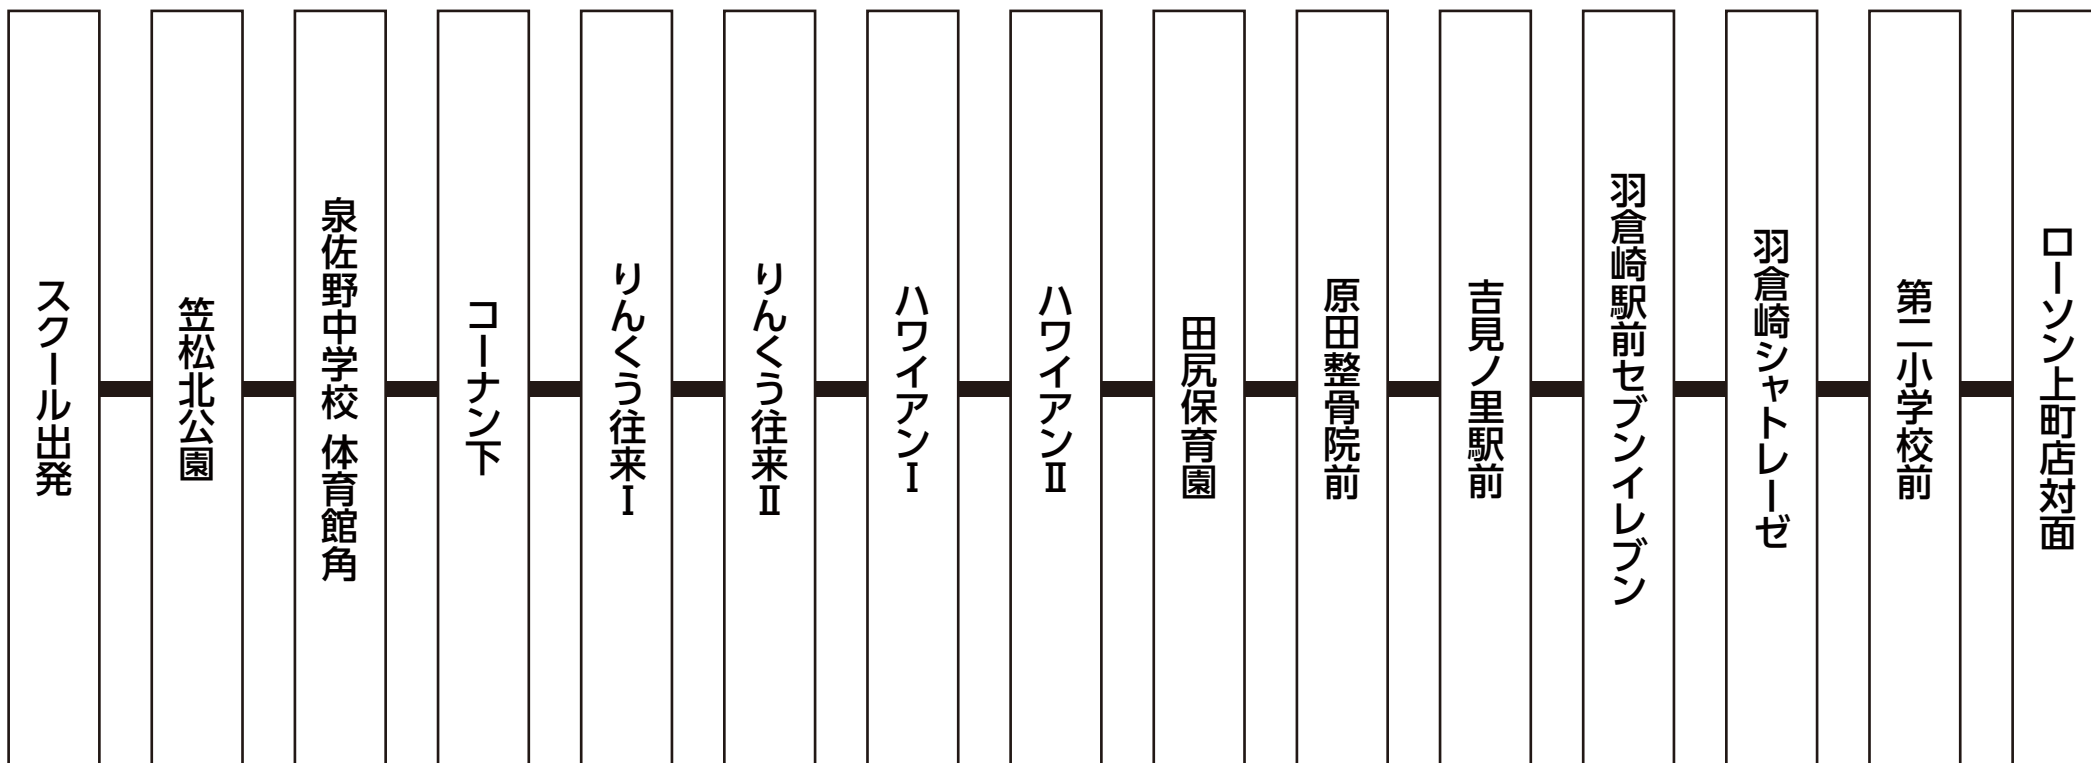 スクール出発
笠松北公園
泉佐野中学校 体育館角
コーナン下
りんくう往来Ⅰ
りんくう往来Ⅱ
ハワイアンⅠ
ハワイアンⅡ
田尻保育園
原田整骨院前
吉見ノ里駅前
羽倉崎駅前セブンイレブン
羽倉崎シャトレーゼ
第二小学校前
ローソン上町店対面